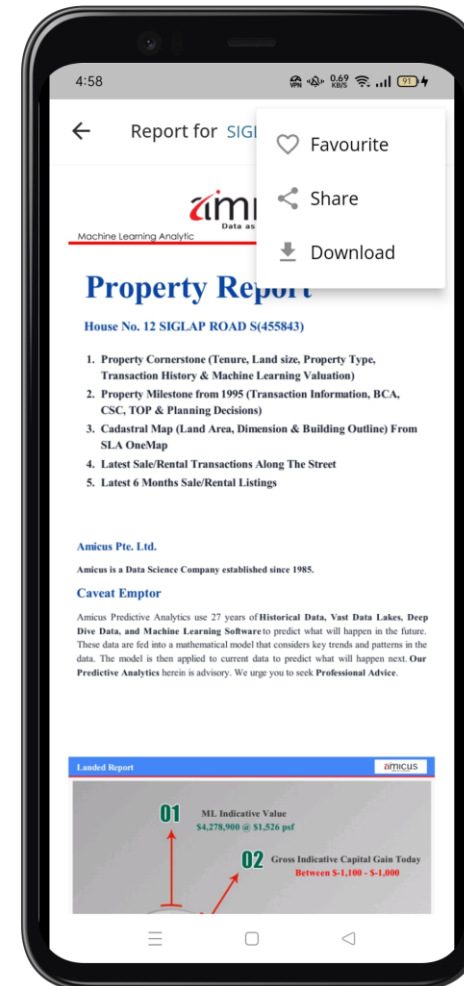 4:58
VPN 0.69 KB/S 91
Report for
Favourite
Share
Download
Machine Learning Analytic
Data as
Property Report
House No. 12 SIGLAP ROAD S(455843)
1. Property Cornerstone (Tenure, Land size, Property Type,
Transaction History & Machine Learning Valuation)
2. Property Milestone from 1995 (Transaction Information, BCA,
CSC, TOP & Planning Decisions)
3. Cadastral Map (Land Area, Dimension & Building Outline) From
SLA OneMap
4. Latest Sale/Rental Transactions Along The Street
5. Latest 6 Months Sale/Rental Listings
Amicus Pte. Ltd.
Amicus is a Data Science Company established since 1985.
Caveat Emptor
Amicus Predictive Analytics use 27 years of Historical Data, Vast Data Lakes, Deep
Dive Data, and Machine Learning Software to predict what will happen in the future.
These data are fed into a mathematical model that considers key trends and patterns in the
data. The model is then applied to current data to predict what will happen next. Our
Predictive Analytics herein is advisory. We urge you to seek Professional Advice.
Landed Report
amicus
01
ML Indicative Value
$4,278,900 @ $1,526 psf
02
Gross Indicative Capital Gain Today
Between $-1,100 - $-1,000